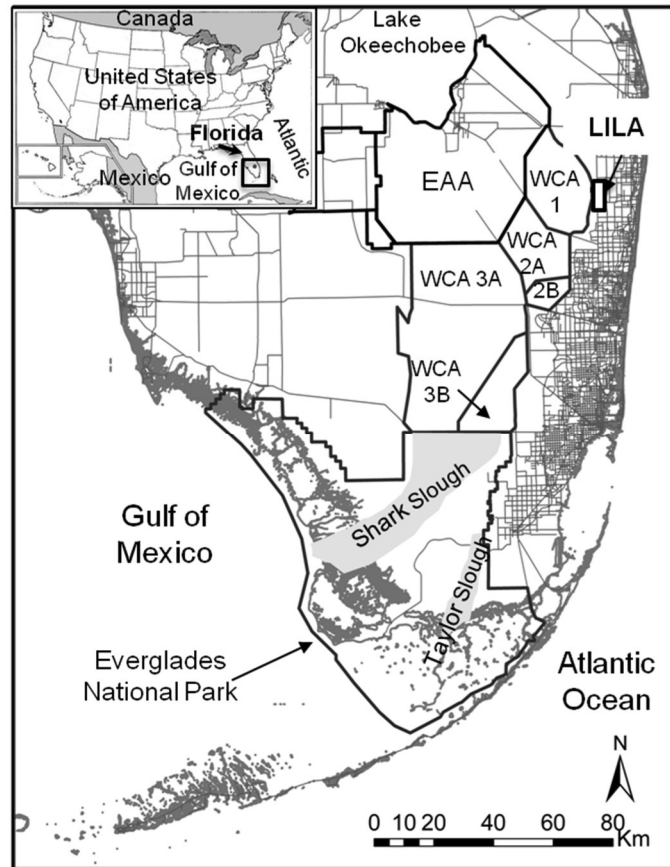 Canada
United States
of America
Florida
Atlantic
Gulf of
Mexico
Mexico
Lake
Okeechobee
LILA
EAA
WCA
1
WCA
2A
2B
WCA 3A
WCA
3B
Shark Slough
Taylor Slough
Gulf of
Mexico
Everglades
National Park
Atlantic
Ocean
N
0 10 20 40 60 80
Km